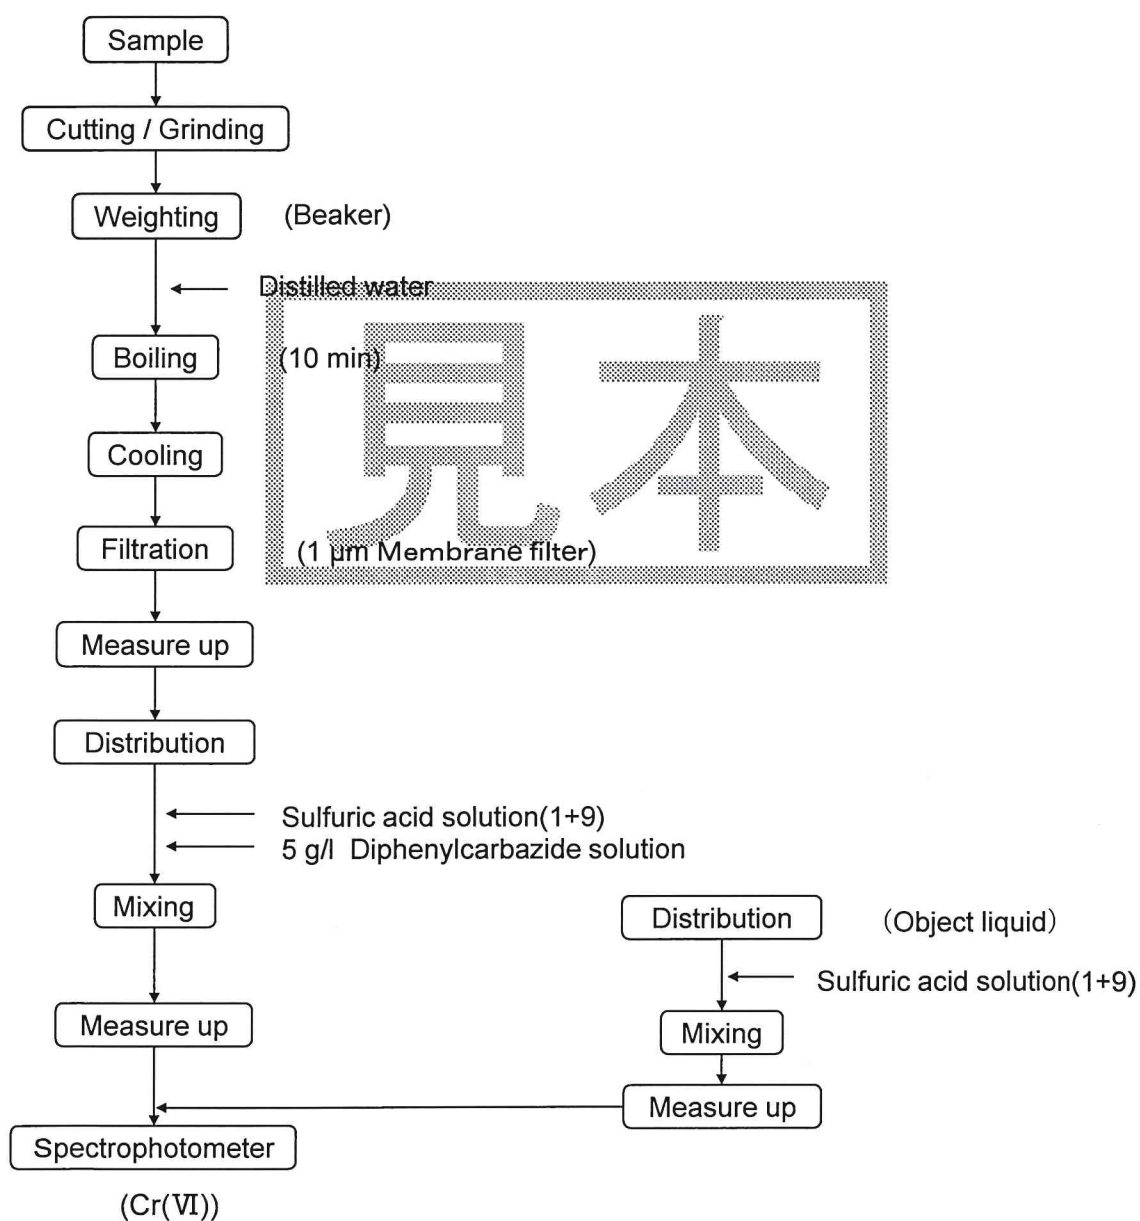 Sample
Cutting / Grinding
Weighting (Beaker)
Distilled water
Boiling (10 min)
Cooling
Filtration (1 μm Membrane filter)
見本
Measure up
Distribution
Sulfuric acid solution(1+9)
5 g/l Diphenylcarbazide solution
Mixing
Measure up
Distribution (Object liquid)
Sulfuric acid solution(1+9)
Mixing
Measure up
Spectrophotometer
(Cr(Ⅵ))